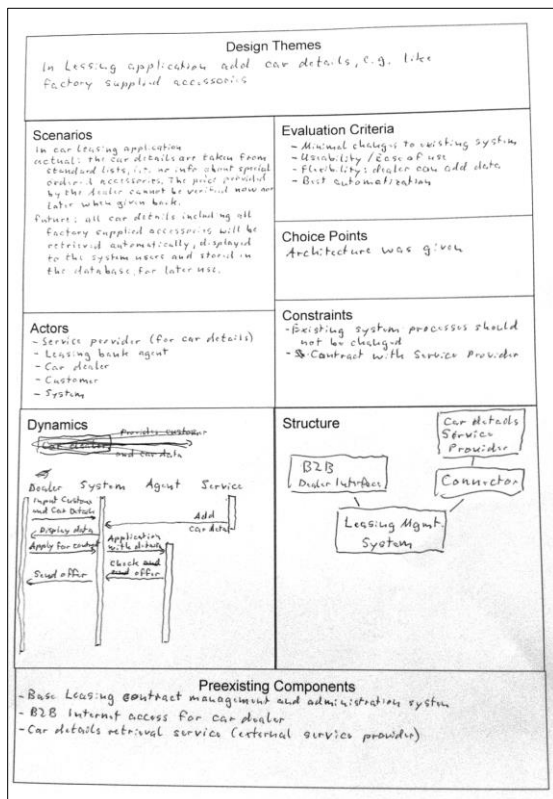 Design Themes
In Leasing application add car details, e.g. like
factory supplied accessories
Scenarios
In car leasing application
actual: the car details are taken from
standard lists, i.e. no info about special
ordered accessories. The price provided
by the dealer cannot be verified now nor
later when given back.
future: all car details including all
factory supplied accessories will be
retrieved automatically, displayed
to the system users and stored in
the database for later use.
Evaluation Criteria
- Minimal changes to existing system
- Useability / Ease of use
- Flexibility: dealer can add data
- Best automatization
Choice Points
Architecture was given
Actors
- Service provider (for car details)
- Leasing bank agent
- Car dealer
- Customer
- System
Constraints
- Existing system processes should
not be changed
- Contract with Service Provider
Dynamics
Car dealer
Provides customer
and car data
Dealer System Agent Service
Input Custom
and Car Details
Add
Car data
Display data
Apply for contract
Application
with details
Check and
offer
Send offer
Structure
Car details
Service
Provider
B2B
Dealer Interface
Connector
Leasing Mgmt.
System
Preexisting Components
- Base Leasing contract management and administration system
- B2B Internet access for car dealer
- Car details retrieval service (external service provider)